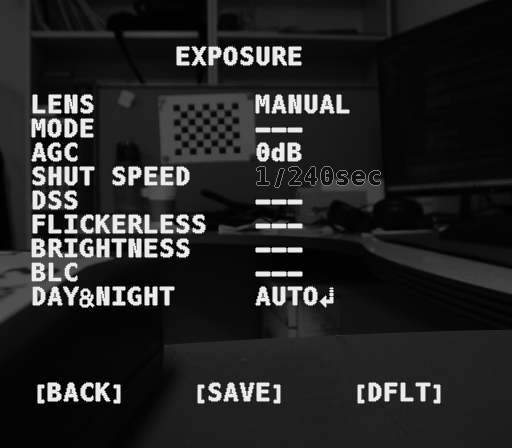 EXPOSURE
LENS MANUAL
MODE ---
AGC 0dB
SHUT SPEED 1/240sec
DSS ---
FLICKERLESS ---
BRIGHTNESS ---
BLC ---
DAY&NIGHT AUTO↲
[BACK] [SAVE] [DFLT]